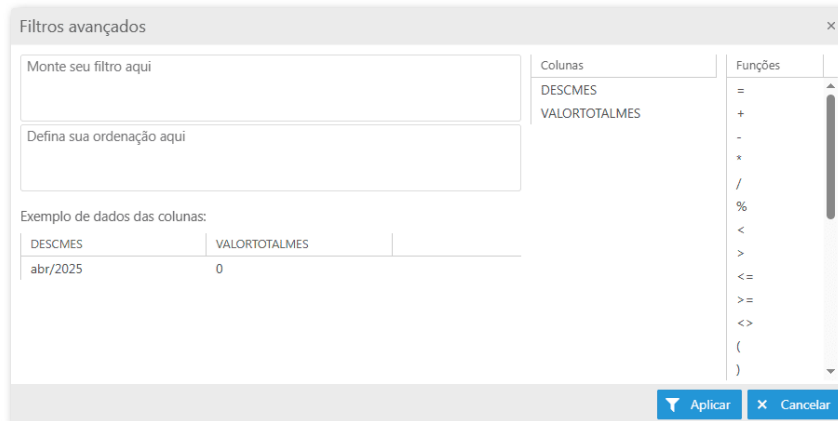 Filtros avançados ×
Monte seu filtro aqui
Defina sua ordenação aqui
Exemplo de dados das colunas:
DESCMES VALORTOTALMES
abr/2025 0
Colunas
DESCMES
VALORTOTALMES
Funções
=
+
-
*
/
%
<
>
<=
>=
<>
(
)
Aplicar × Cancelar